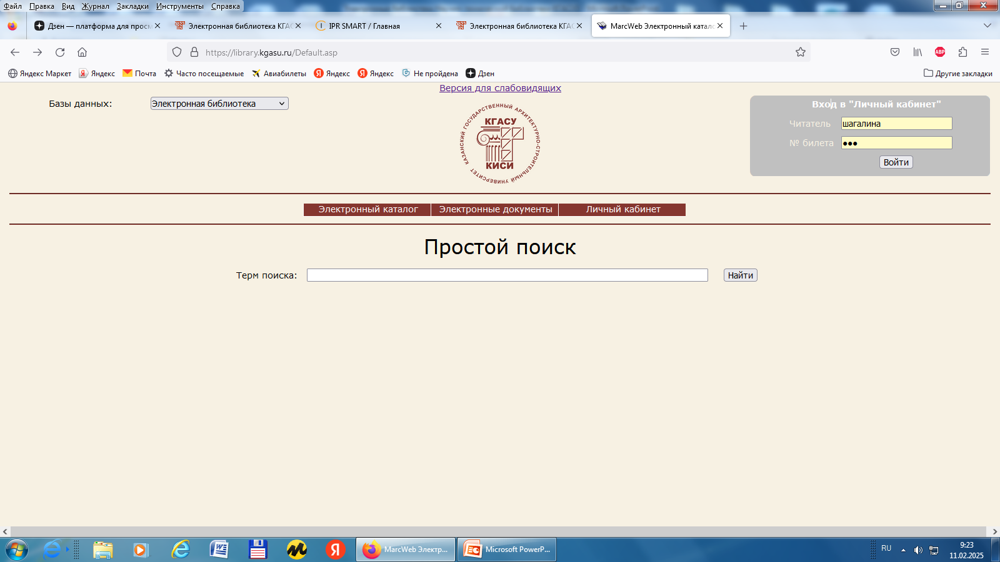 Файл Правка Вид Журнал Закладки Инструменты Справка
Дзен — платформа для просм
Электронная библиотека КГАС
IPR SMART / Главная
Электронная библиотека КГАС
MarcWeb Электронный катало
https://library.kgasu.ru/Default.asp
ABP
Яндекс Маркет Яндекс Почта Часто посещаемые Авиабилеты Яндекс Яндекс Не пройдена Дзен Другие закладки
Версия для слабовидящих
Базы данных: Электронная библиотека
КАЗАНСКИЙ ГОСУДАРСТВЕННЫЙ АРХИТЕКТУРНО-СТРОИТЕЛЬНЫЙ УНИВЕРСИТЕТ
КГАСУ
КИСИ
Вход в "Личный кабинет"
Читатель шагалина
№ билета •••
Войти
Электронный каталог Электронные документы Личный кабинет
Простой поиск
Терм поиска: Найти
MarcWeb Электр...
Microsoft PowerP...
RU
9:23
11.02.2025